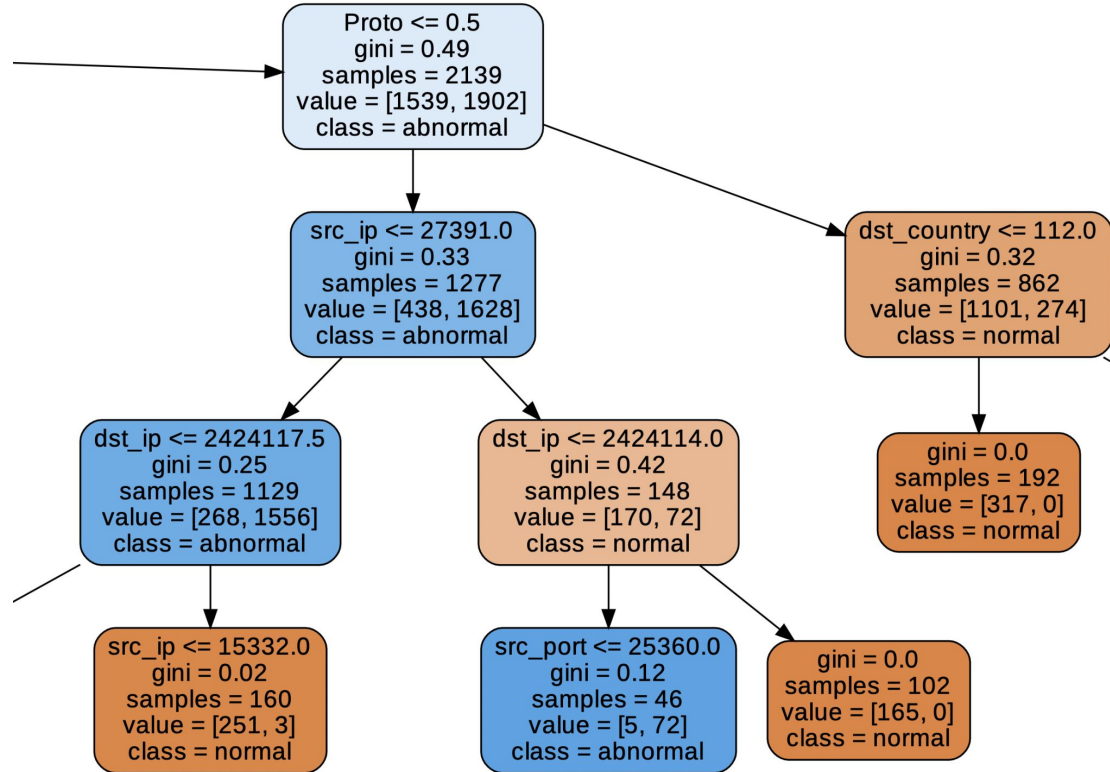 Proto <= 0.5
gini = 0.49
samples = 2139
value = [1539, 1902]
class = abnormal
src_ip <= 27391.0
gini = 0.33
samples = 1277
value = [438, 1628]
class = abnormal
dst_country <= 112.0
gini = 0.32
samples = 862
value = [1101, 274]
class = normal
dst_ip <= 2424117.5
gini = 0.25
samples = 1129
value = [268, 1556]
class = abnormal
dst_ip <= 2424114.0
gini = 0.42
samples = 148
value = [170, 72]
class = normal
gini = 0.0
samples = 192
value = [317, 0]
class = normal
src_ip <= 15332.0
gini = 0.02
samples = 160
value = [251, 3]
class = normal
src_port <= 25360.0
gini = 0.12
samples = 46
value = [5, 72]
class = abnormal
gini = 0.0
samples = 102
value = [165, 0]
class = normal